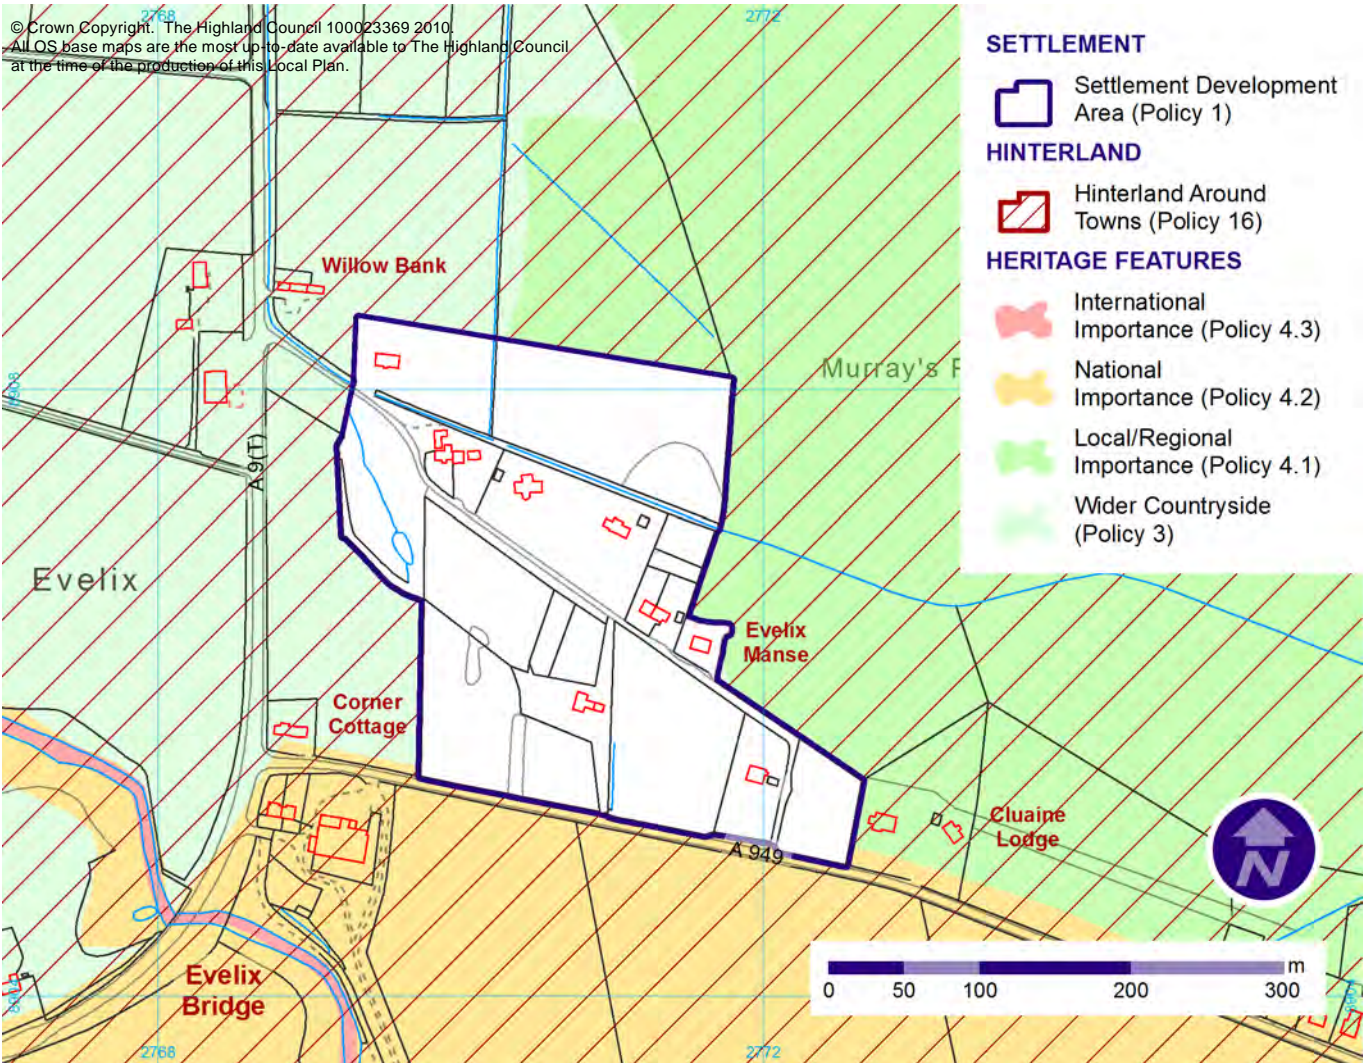 2768
2772
© Crown Copyright. The Highland Council 100023369 2010.
All OS base maps are the most up-to-date available to The Highland Council
at the time of the production of this Local Plan.
SETTLEMENT
Settlement Development
Area (Policy 1)
HINTERLAND
Hinterland Around
Towns (Policy 16)
HERITAGE FEATURES
International
Importance (Policy 4.3)
National
Importance (Policy 4.2)
Local/Regional
Importance (Policy 4.1)
Wider Countryside
(Policy 3)
Willow Bank
Murray's
8908
A 9(T)
Evelix
Evelix
Manse
Corner
Cottage
Cluaine
Lodge
A 949
N
Evelix
Bridge
m
0 50 100 200 300
2768
2772